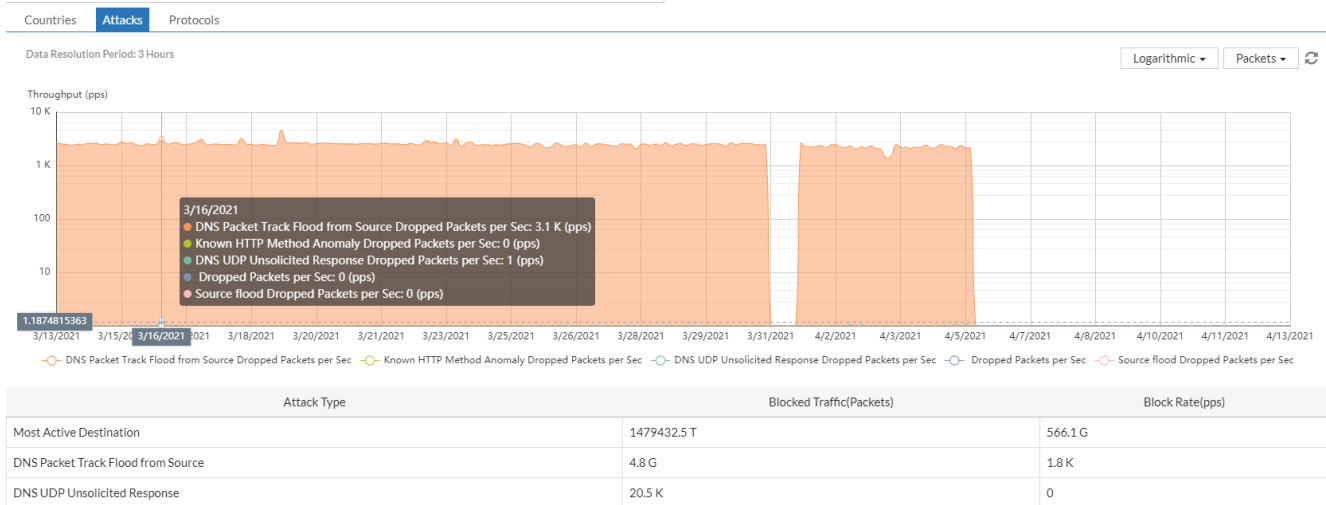 Countries Attacks Protocols
Data Resolution Period: 3 Hours
Logarithmic Packets
Throughput (pps)
10 K
1 K
100
10
3/16/2021
DNS Packet Track Flood from Source Dropped Packets per Sec: 3.1 K (pps)
Known HTTP Method Anomaly Dropped Packets per Sec: 0 (pps)
DNS UDP Unsolicited Response Dropped Packets per Sec: 1 (pps)
Dropped Packets per Sec: 0 (pps)
Source flood Dropped Packets per Sec: 0 (pps)
1.1874815363
3/13/2021 3/15/20 3/16/2021 2021 3/18/2021 3/20/2021 3/21/2021 3/23/2021 3/25/2021 3/26/2021 3/28/2021 3/29/2021 3/31/2021 4/2/2021 4/3/2021 4/5/2021 4/7/2021 4/8/2021 4/10/2021 4/11/2021 4/13/2021
DNS Packet Track Flood from Source Dropped Packets per Sec Known HTTP Method Anomaly Dropped Packets per Sec DNS UDP Unsolicited Response Dropped Packets per Sec Dropped Packets per Sec Source flood Dropped Packets per Sec
Attack Type Blocked Traffic(Packets) Block Rate(pps)
Most Active Destination 1479432.5 T 566.1 G
DNS Packet Track Flood from Source 4.8 G 1.8 K
DNS UDP Unsolicited Response 20.5 K 0